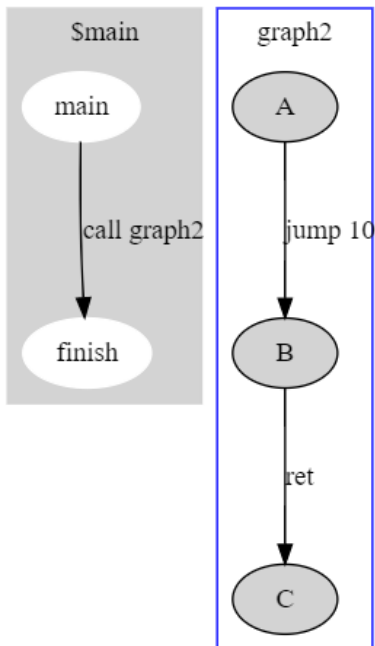 $main
main
call graph2
finish
graph2
A
jump 10
B
ret
C